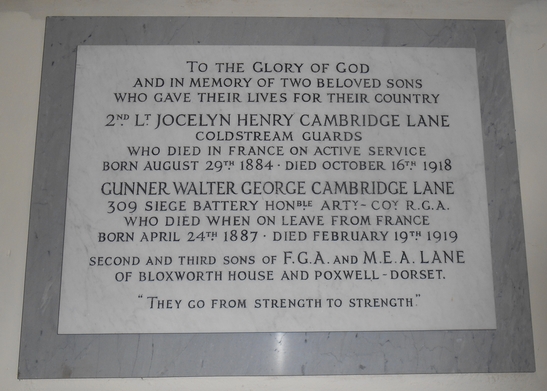 TO THE GLORY OF GOD
AND IN MEMORY OF TWO BELOVED SONS
WHO GAVE THEIR LIVES FOR THEIR COUNTRY
2ND LT JOCELYN HENRY CAMBRIDGE LANE
COLDSTREAM GUARDS
WHO DIED IN FRANCE ON ACTIVE SERVICE
BORN AUGUST 29TH 1884 · DIED OCTOBER 16TH 1918
GUNNER WALTER GEORGE CAMBRIDGE LANE
309 SIEGE BATTERY HONBLE ARTY - COY R.G.A.
WHO DIED WHEN ON LEAVE FROM FRANCE
BORN APRIL 24TH 1887 · DIED FEBRUARY 19TH 1919
SECOND AND THIRD SONS OF F.G.A. AND M.E.A. LANE
OF BLOXWORTH HOUSE AND POXWELL - DORSET.
"THEY GO FROM STRENGTH TO STRENGTH"